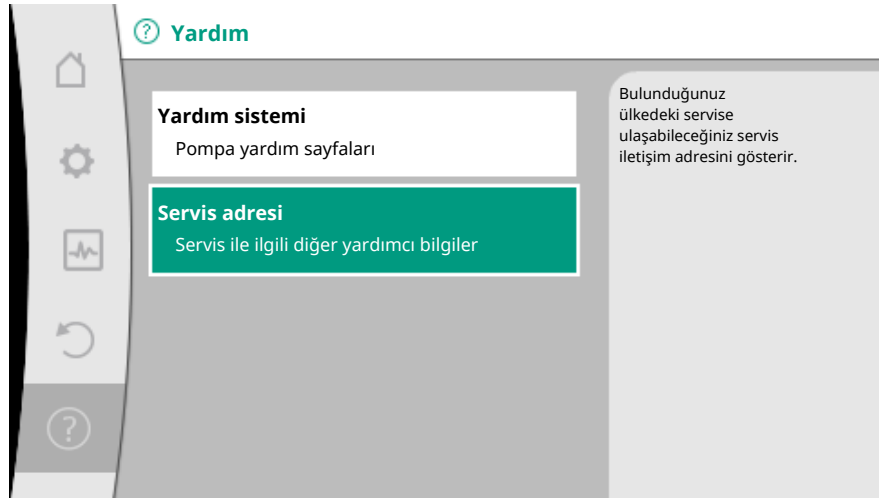 Yardım
Yardım sistemi
Pompa yardım sayfaları
Servis adresi
Servis ile ilgili diğer yardımcı bilgiler
Bulunduğunuz
ülkedeki servise
ulaşabileceğiniz servis
iletişim adresini gösterir.